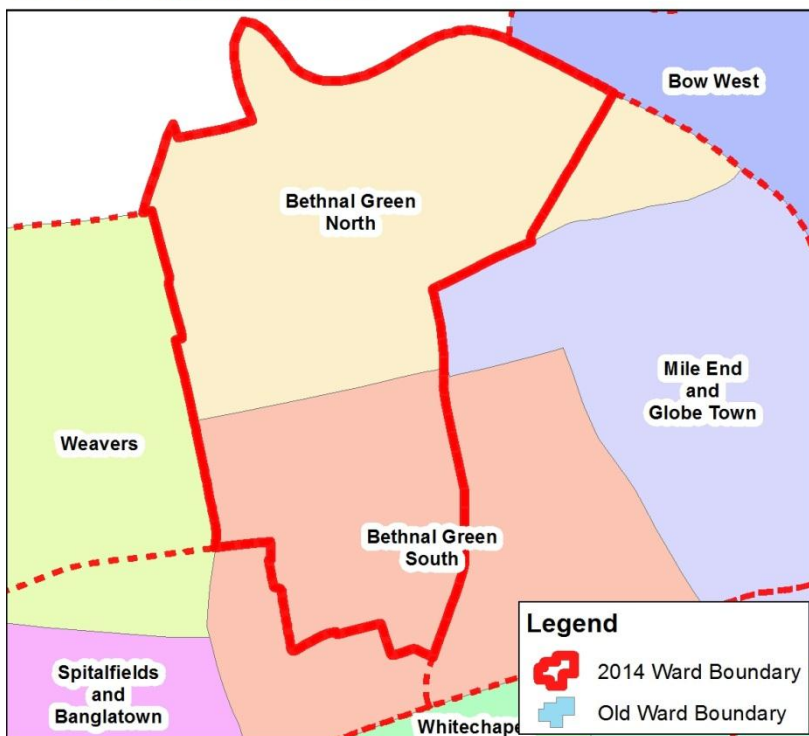 Bow West
Bethnal Green
North
Mile End
and
Globe Town
Weavers
Bethnal Green
South
Spitalfields
and
Banglatown
Whitechape
Legend
2014 Ward Boundary
Old Ward Boundary